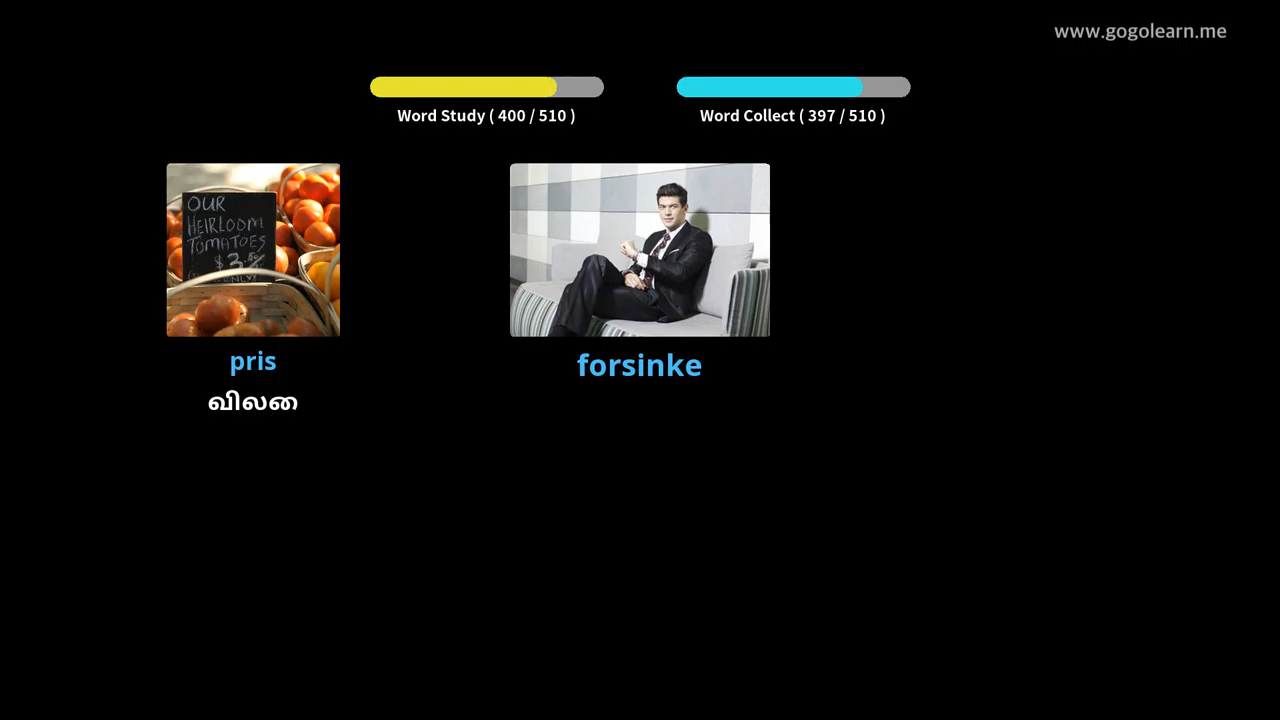 www.gogolearn.me
Word Study ( 400 / 510 )
Word Collect ( 397 / 510 )
OUR
HEIRLOOM
TOMATOES
pris
forsinke
விலை